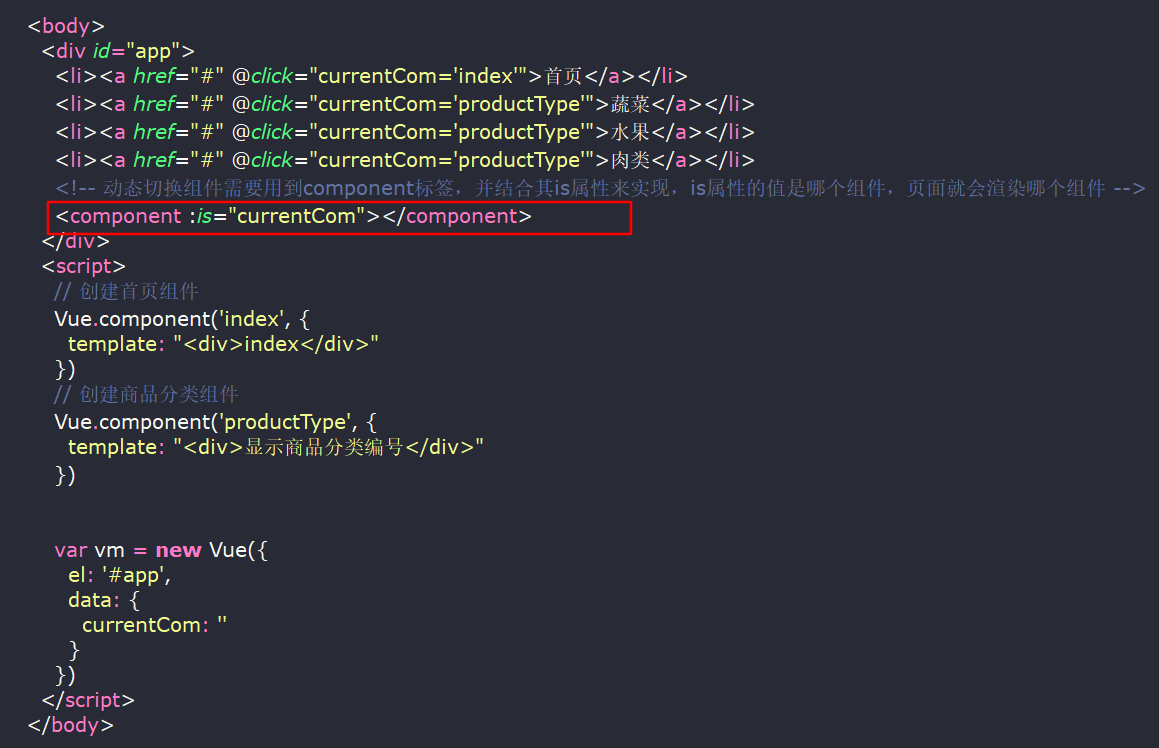 <body>
<div id="app">
<li><a href="#" @click="currentCom='index'">首页</a></li>
<li><a href="#" @click="currentCom='productType'">蔬菜</a></li>
<li><a href="#" @click="currentCom='productType'">水果</a></li>
<li><a href="#" @click="currentCom='productType'">肉类</a></li>
<!-- 动态切换组件需要用到component标签，并结合其is属性来实现，is属性的值是哪个组件，页面就会渲染哪个组件 -->
<component :is="currentCom"></component>
</div>
<script>
// 创建首页组件
Vue.component('index', {
template: "<div>index</div>"
})
// 创建商品分类组件
Vue.component('productType', {
template: "<div>显示商品分类编号</div>"
})
var vm = new Vue({
el: '#app',
data: {
currentCom: ''
}
})
</script>
</body>